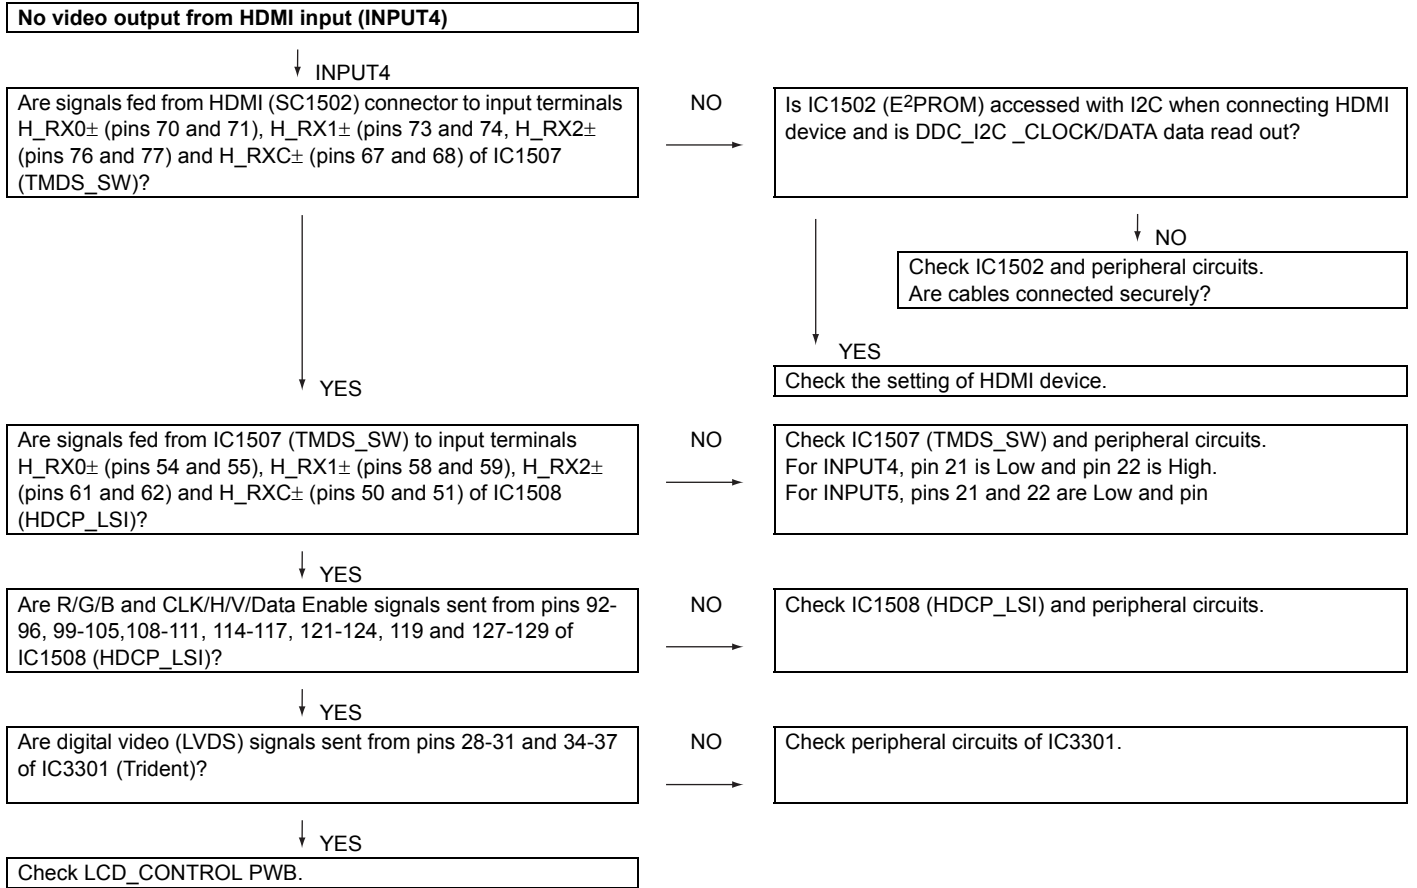 No video output from HDMI input (INPUT4)
INPUT4
Are signals fed from HDMI (SC1502) connector to input terminals
H_RX0± (pins 70 and 71), H_RX1± (pins 73 and 74, H_RX2±
(pins 76 and 77) and H_RXC± (pins 67 and 68) of IC1507
(TMDS_SW)?
NO
Is IC1502 (E2PROM) accessed with I2C when connecting HDMI
device and is DDC_I2C _CLOCK/DATA data read out?
NO
Check IC1502 and peripheral circuits.
Are cables connected securely?
YES
Check the setting of HDMI device.
YES
Are signals fed from IC1507 (TMDS_SW) to input terminals
H_RX0± (pins 54 and 55), H_RX1± (pins 58 and 59), H_RX2±
(pins 61 and 62) and H_RXC± (pins 50 and 51) of IC1508
(HDCP_LSI)?
NO
Check IC1507 (TMDS_SW) and peripheral circuits.
For INPUT4, pin 21 is Low and pin 22 is High.
For INPUT5, pins 21 and 22 are Low and pin
YES
Are R/G/B and CLK/H/V/Data Enable signals sent from pins 92-
96, 99-105,108-111, 114-117, 121-124, 119 and 127-129 of
IC1508 (HDCP_LSI)?
NO
Check IC1508 (HDCP_LSI) and peripheral circuits.
YES
Are digital video (LVDS) signals sent from pins 28-31 and 34-37
of IC3301 (Trident)?
NO
Check peripheral circuits of IC3301.
YES
Check LCD_CONTROL PWB.